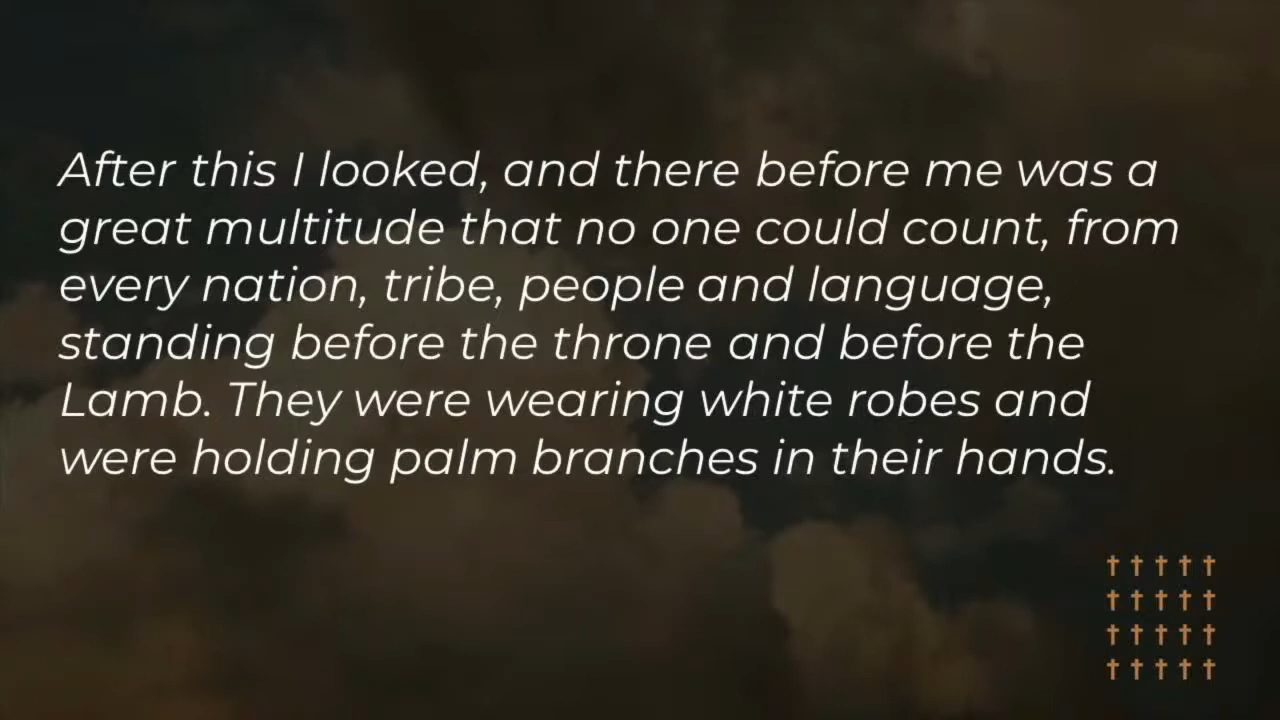 After this I looked, and there before me was a
great multitude that no one could count, from
every nation, tribe, people and language,
standing before the throne and before the
Lamb. They were wearing white robes and
were holding palm branches in their hands.